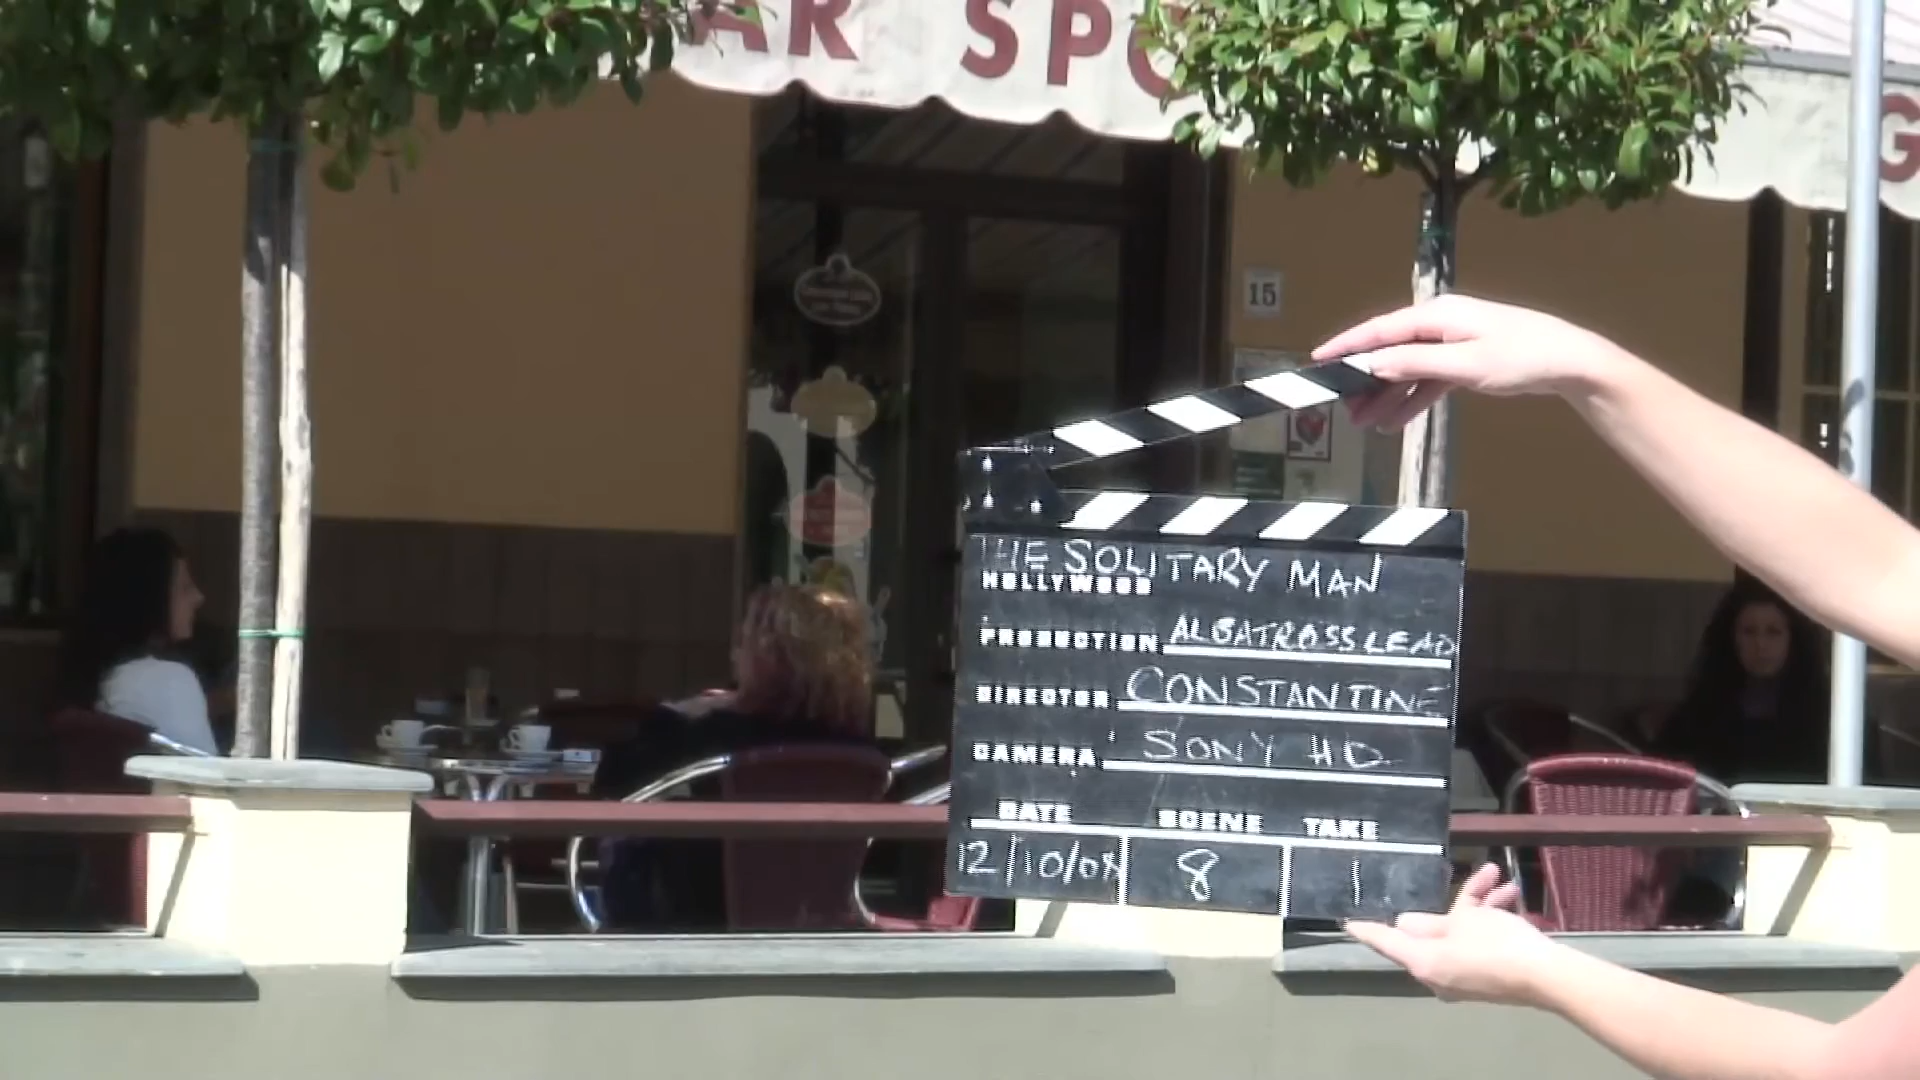 AR SPO
G
15
THE SOLITARY MAN
HOLLYWOOD
PRODUCTION ALBATROSS LEAD
DIRECTOR CONSTANTINE
CAMERA SONY HD
DATE SCENE TAKE
12/10/08 8 1